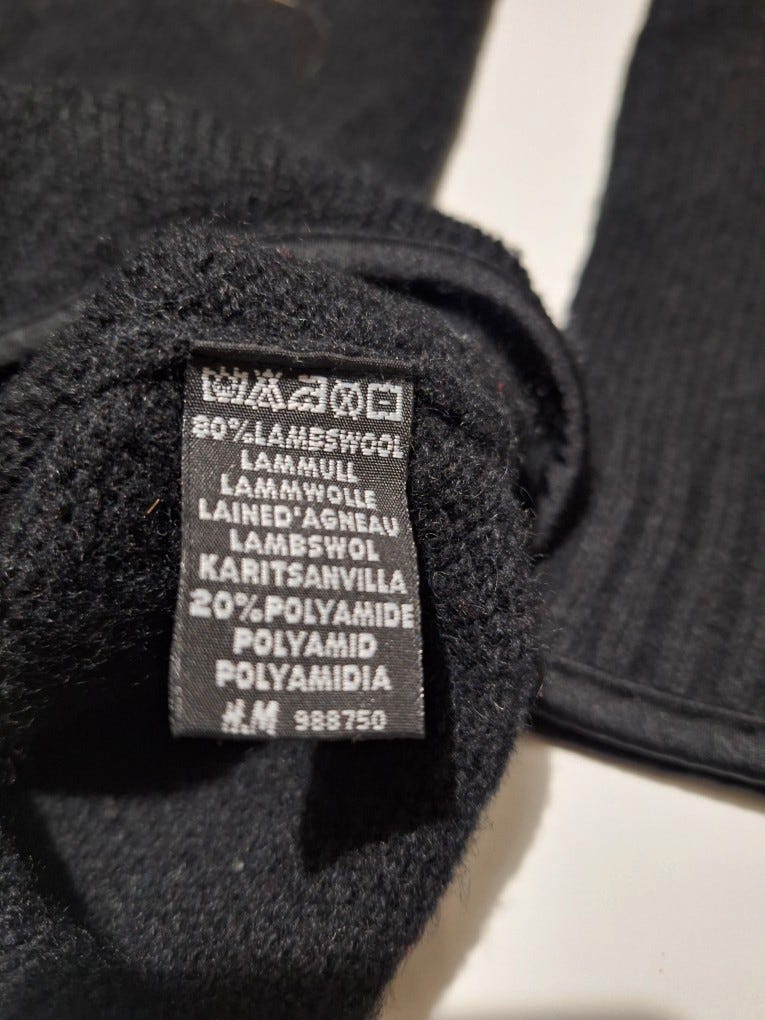 80%LAMBSWOOL
LAMMULL
LAMMWOLLE
LAINED'AGNEAU
LAMBSWOL
KARITSANVILLA
20%POLYAMIDE
POLYAMID
POLYAMIDIA
H.M 988750